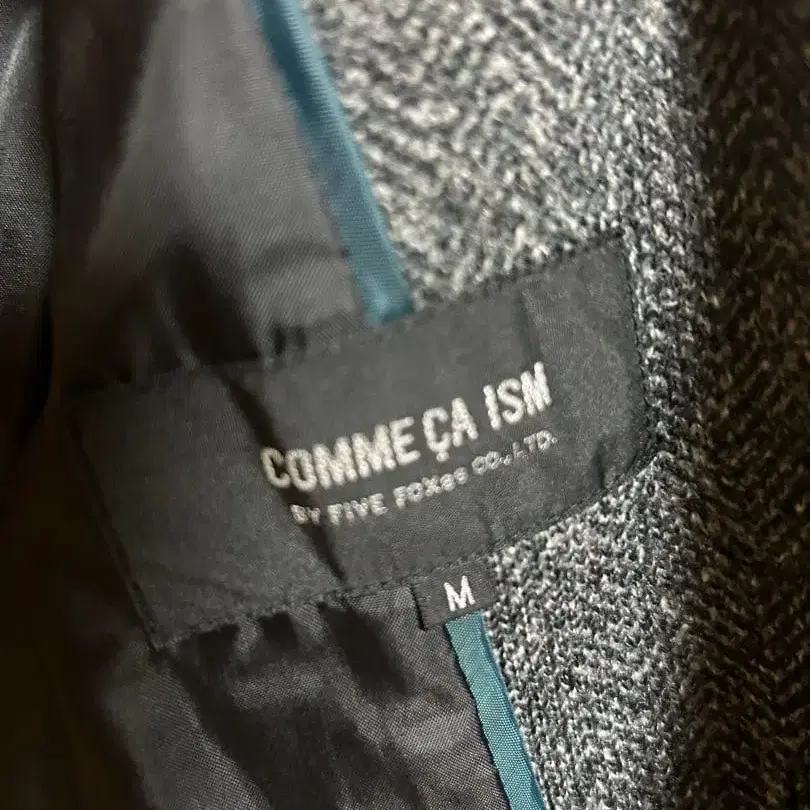 COMME ÇA ISM
BY FIVE FOXes CO., LTD.
M